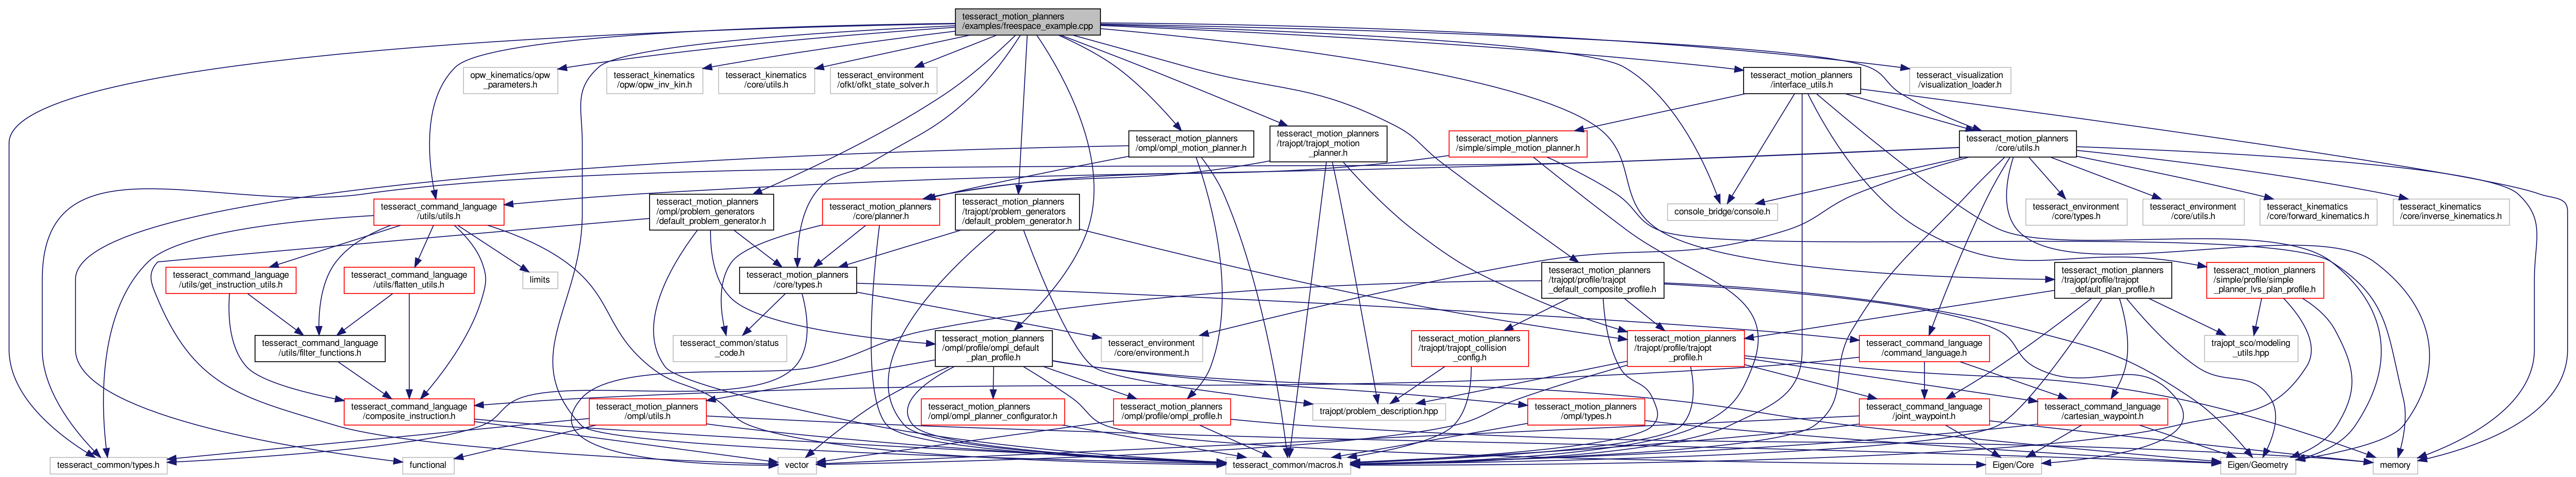 tesseract_motion_planners
/examples/freespace_example.cpp
opw_kinematics/opw
_parameters.h
tesseract_kinematics
/opw/opw_inv_kin.h
tesseract_kinematics
/core/utils.h
tesseract_environment
/ofkt/ofkt_state_solver.h
tesseract_motion_planners
/interface_utils.h
tesseract_visualization
/visualization_loader.h
tesseract_motion_planners
/ompl/ompl_motion_planner.h
tesseract_motion_planners
/trajopt/trajopt_motion
_planner.h
tesseract_motion_planners
/simple/simple_motion_planner.h
tesseract_motion_planners
/core/utils.h
tesseract_command_language
/utils/utils.h
tesseract_motion_planners
/ompl/problem_generators
/default_problem_generator.h
tesseract_motion_planners
/core/planner.h
tesseract_motion_planners
/trajopt/problem_generators
/default_problem_generator.h
console_bridge/console.h
tesseract_environment
/core/types.h
tesseract_environment
/core/utils.h
tesseract_kinematics
/core/forward_kinematics.h
tesseract_kinematics
/core/inverse_kinematics.h
tesseract_command_language
/utils/get_instruction_utils.h
tesseract_command_language
/utils/flatten_utils.h
limits
tesseract_motion_planners
/core/types.h
tesseract_motion_planners
/trajopt/profile/trajopt
_default_composite_profile.h
tesseract_motion_planners
/trajopt/profile/trajopt
_default_plan_profile.h
tesseract_motion_planners
/simple/profile/simple
_planner_lvs_plan_profile.h
tesseract_command_language
/utils/filter_functions.h
tesseract_common/status
_code.h
tesseract_motion_planners
/ompl/profile/ompl_default
_plan_profile.h
tesseract_environment
/core/environment.h
tesseract_motion_planners
/trajopt/trajopt_collision
_config.h
tesseract_motion_planners
/trajopt/profile/trajopt
_profile.h
tesseract_command_language
/command_language.h
trajopt_sco/modeling
_utils.hpp
tesseract_command_language
/composite_instruction.h
tesseract_motion_planners
/ompl/utils.h
tesseract_motion_planners
/ompl/ompl_planner_configurator.h
tesseract_motion_planners
/ompl/profile/ompl_profile.h
trajopt/problem_description.hpp
tesseract_motion_planners
/ompl/types.h
tesseract_command_language
/joint_waypoint.h
tesseract_command_language
/cartesian_waypoint.h
tesseract_common/types.h
functional
vector
tesseract_common/macros.h
Eigen/Core
Eigen/Geometry
memory